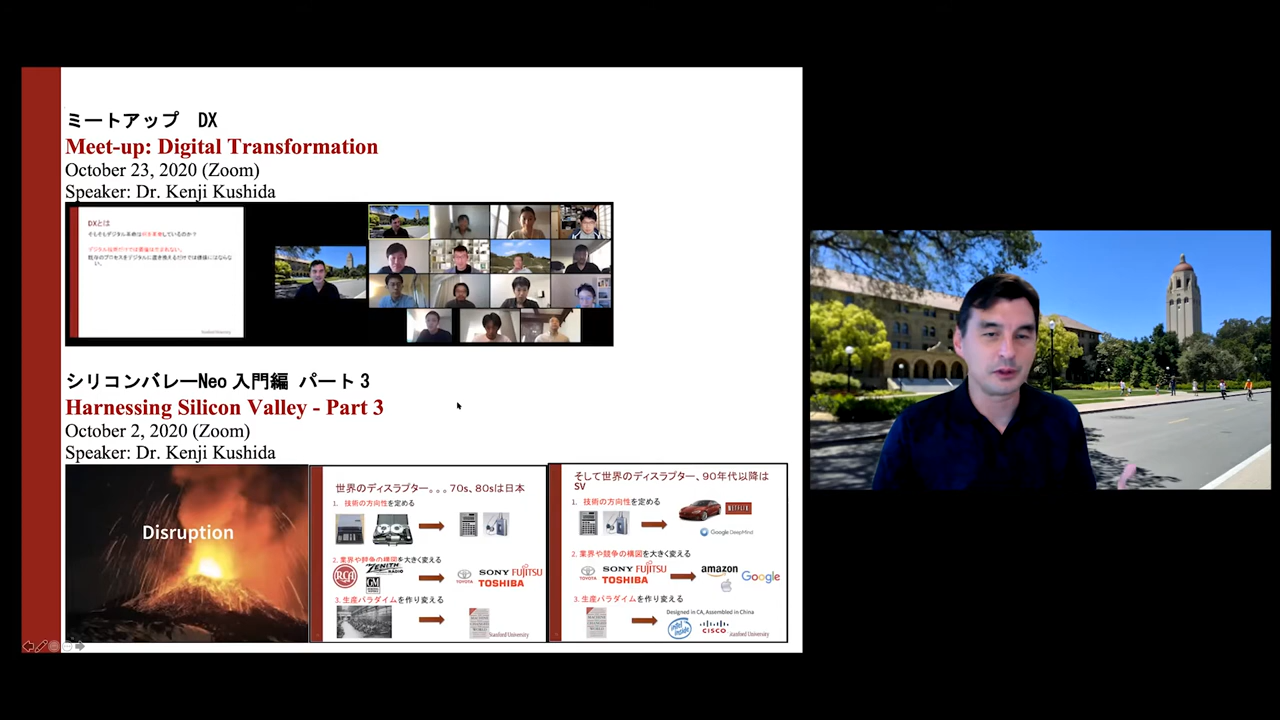 ミートアップ　DX
Meet-up: Digital Transformation
October 23, 2020 (Zoom)
Speaker: Dr. Kenji Kushida
DXとは
そもそもデジタル革命は何を意味しているのか?
デジタル技術だけでは価値は生まれない。
既存のプロセスをデジタルに置き換えるだけでは価値にはならない。
Stanford University
シリコンバレーNeo 入門編 パート3
Harnessing Silicon Valley - Part 3
October 2, 2020 (Zoom)
Speaker: Dr. Kenji Kushida
Disruption
世界のディスラプター。。。70s、80sは日本
1. 技術の方向性を定める
2. 業界や競争の構図を大きく変える
RCA
ZENITH
RADIO
GM
TOYOTA
SONY
FUJITSU
TOSHIBA
3. 生産パラダイムを作り変える
Stanford University
そして世界のディスラプター、90年代以降はSV
1. 技術の方向性を定める
NETFLIX
Google DeepMind
2. 業界や競争の構図を大きく変える
TOYOTA
SONY
FUJITSU
TOSHIBA
amazon
Google
3. 生産パラダイムを作り変える
Designed in CA, Assembled in China
intel inside
CISCO
Stanford University